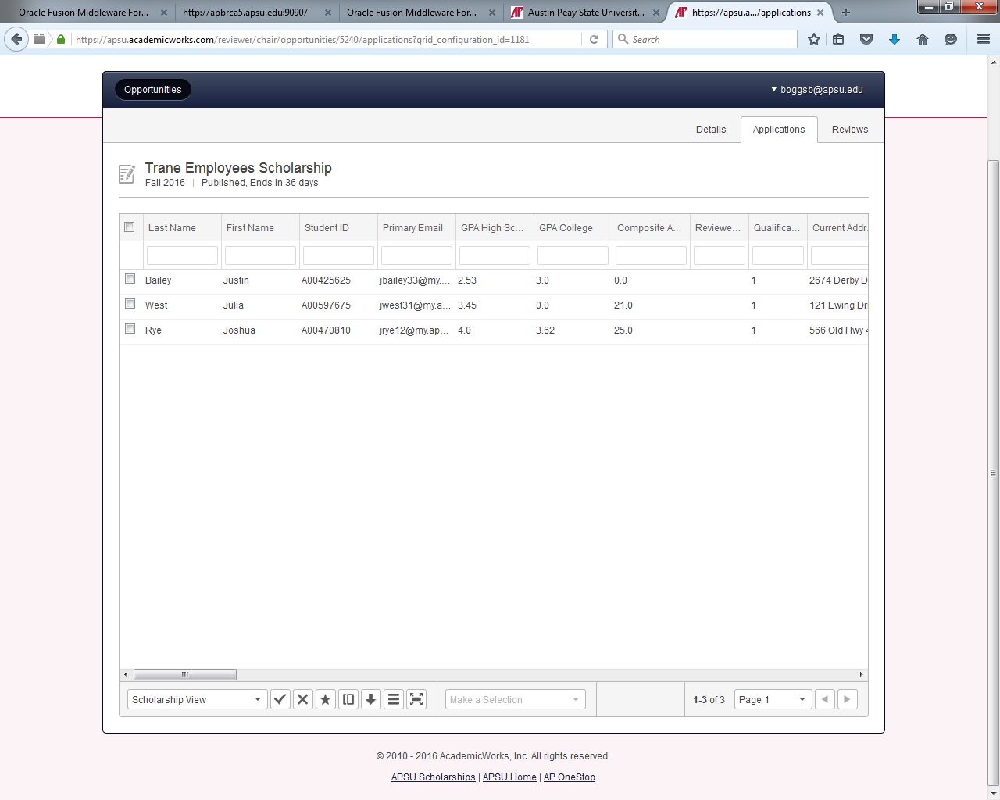 Oracle Fusion Middleware For... http://apbrca5.apsu.edu:9090/ Oracle Fusion Middleware For... Austin Peay State Universit... https://apsu.a.../applications
https://apsu.academicworks.com/reviewer/chair/opportunities/5240/applications?grid_configuration_id=1181 Search
Opportunities boggsb@apsu.edu
Details Applications Reviews
Trane Employees Scholarship
Fall 2016 | Published, Ends in 36 days
Last Name First Name Student ID Primary Email GPA High Sc... GPA College Composite A... Reviewe... Qualifica... Current Addr
Bailey Justin A00425625 jbailey33@my.... 2.53 3.0 0.0 1 2674 Derby D
West Julia A00597675 jwest31@my.a... 3.45 0.0 21.0 1 121 Ewing Dr
Rye Joshua A00470810 jrye12@my.ap... 4.0 3.62 25.0 1 566 Old Hwy 4
Scholarship View Make a Selection 1-3 of 3 Page 1
© 2010 - 2016 AcademicWorks, Inc. All rights reserved.
APSU Scholarships | APSU Home | AP OneStop